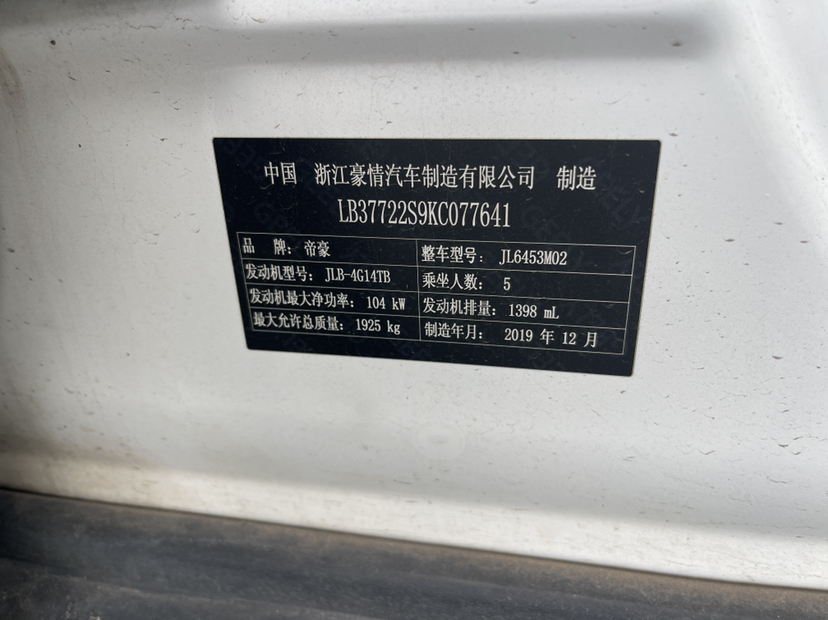 中国 浙江豪情汽车制造有限公司 制造
LB37722S9KC077641
品 牌: 帝豪 整车型号: JL6453M02
发动机型号: JLB-4G14TB 乘坐人数: 5
发动机最大净功率: 104 kW 发动机排量: 1398 mL
最大允许总质量: 1925 kg 制造年月: 2019 年 12 月